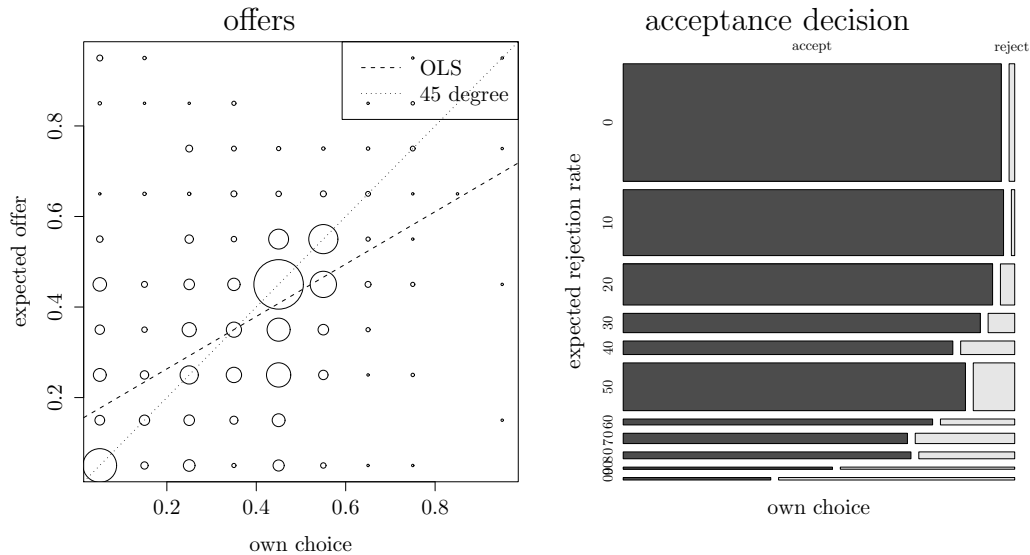 offers
OLS
45 degree
expected offer
0.2
0.4
0.6
0.8
0.2
0.4
0.6
0.8
own choice
acceptance decision
accept
reject
expected rejection rate
0
10
20
30
40
50
60
70
80
own choice